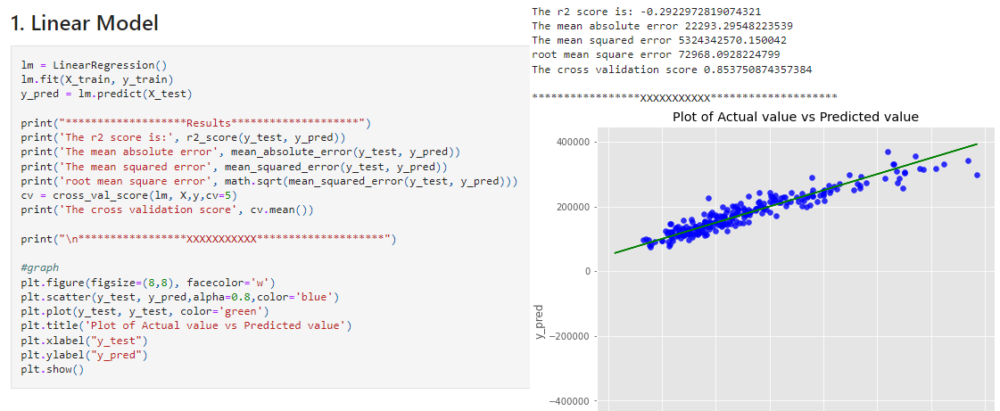 1. Linear Model
lm = LinearRegression()
lm.fit(X_train, y_train)
y_pred = lm.predict(X_test)
print("*******************Results********************")
print('The r2 score is:', r2_score(y_test, y_pred))
print('The mean absolute error', mean_absolute_error(y_test, y_pred))
print('The mean squared error', mean_squared_error(y_test, y_pred))
print('root mean square error', math.sqrt(mean_squared_error(y_test, y_pred)))
cv = cross_val_score(lm, X,y,cv=5)
print('The cross validation score', cv.mean())
print("\n*****************XXXXXXXXXXX********************")
#graph
plt.figure(figsize=(8,8), facecolor='w')
plt.scatter(y_test, y_pred,alpha=0.8,color='blue')
plt.plot(y_test, y_test, color='green')
plt.title('Plot of Actual value vs Predicted value')
plt.xlabel("y_test")
plt.ylabel("y_pred")
plt.show()
The r2 score is: -0.2922972819074321
The mean absolute error 22293.29548223539
The mean squared error 5324342570.150042
root mean square error 72968.0928224799
The cross validation score 0.853750874357384
*****************XXXXXXXXXXX********************
Plot of Actual value vs Predicted value
400000
200000
0
−200000
−400000
y_pred